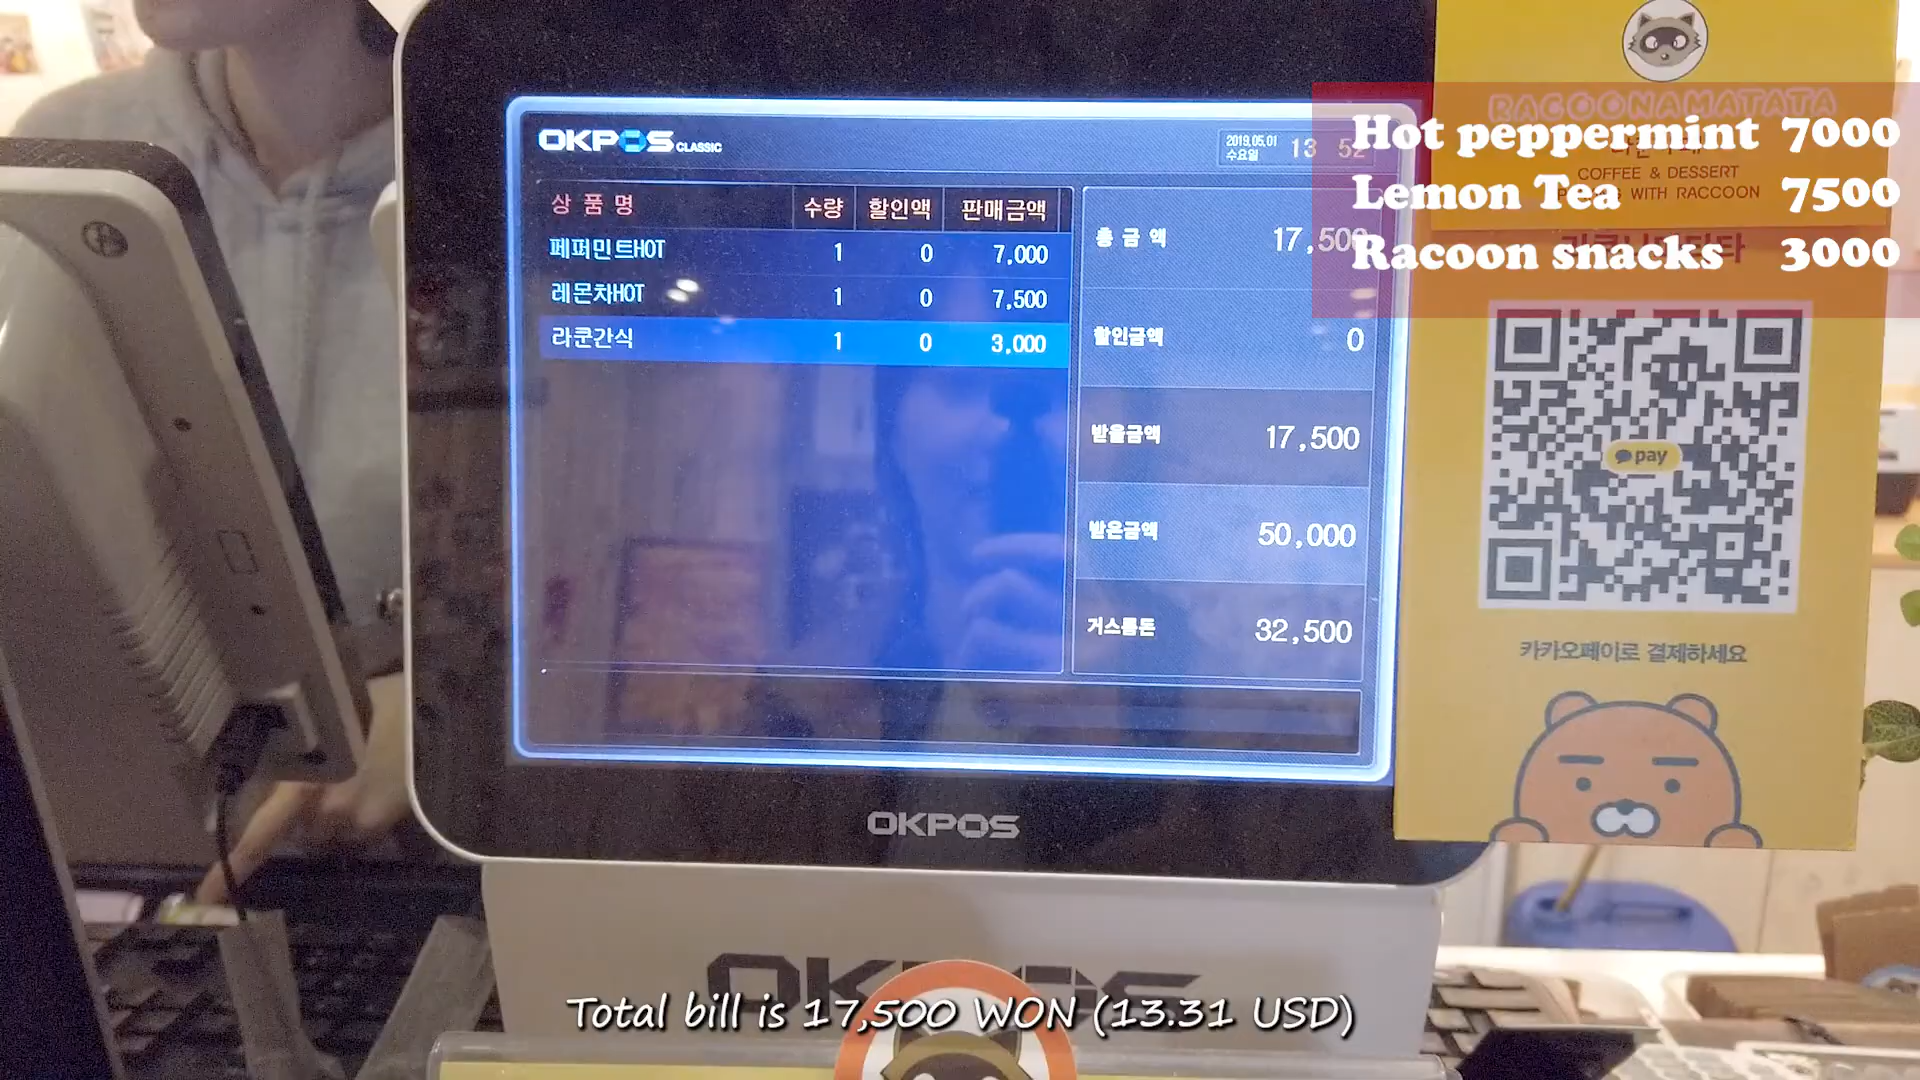 OKPOS CLASSIC
2019.05.01
수요일
13 52
상 품 명 수량 할인액 판매금액
페퍼민트HOT 1 0 7,000
레몬차HOT 1 0 7,500
라쿤간식 1 0 3,000
총 금 액 17,500
할인금액 0
받을금액 17,500
받은금액 50,000
거스름돈 32,500
OKPOS
OKPOS
RACOONAMATATA
COFFEE & DESSERT
WITH RACCOON
Hot peppermint 7000
Lemon Tea 7500
Racoon snacks 3000
pay
카카오페이로 결제하세요
Total bill is 17,500 WON (13.31 USD)